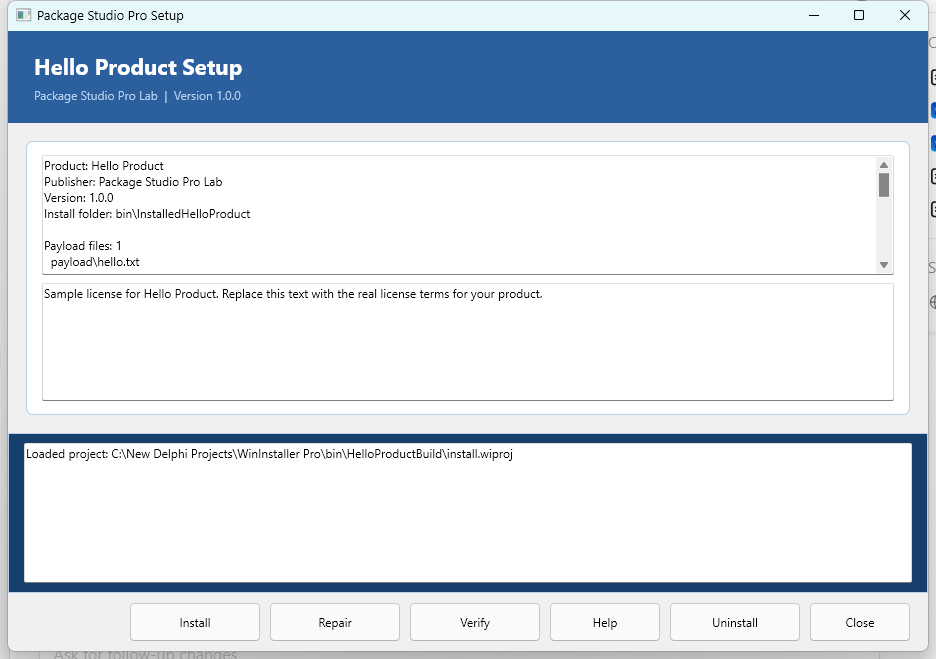 Package Studio Pro Setup
Hello Product Setup
Package Studio Pro Lab | Version 1.0.0
Product: Hello Product
Publisher: Package Studio Pro Lab
Version: 1.0.0
Install folder: bin\InstalledHelloProduct
Payload files: 1
payload\hello.txt
Sample license for Hello Product. Replace this text with the real license terms for your product.
Loaded project: C:\New Delphi Projects\WinInstaller Pro\bin\HelloProductBuild\install.wiproj
Install
Repair
Verify
Help
Uninstall
Close
Ask for follow-up changes